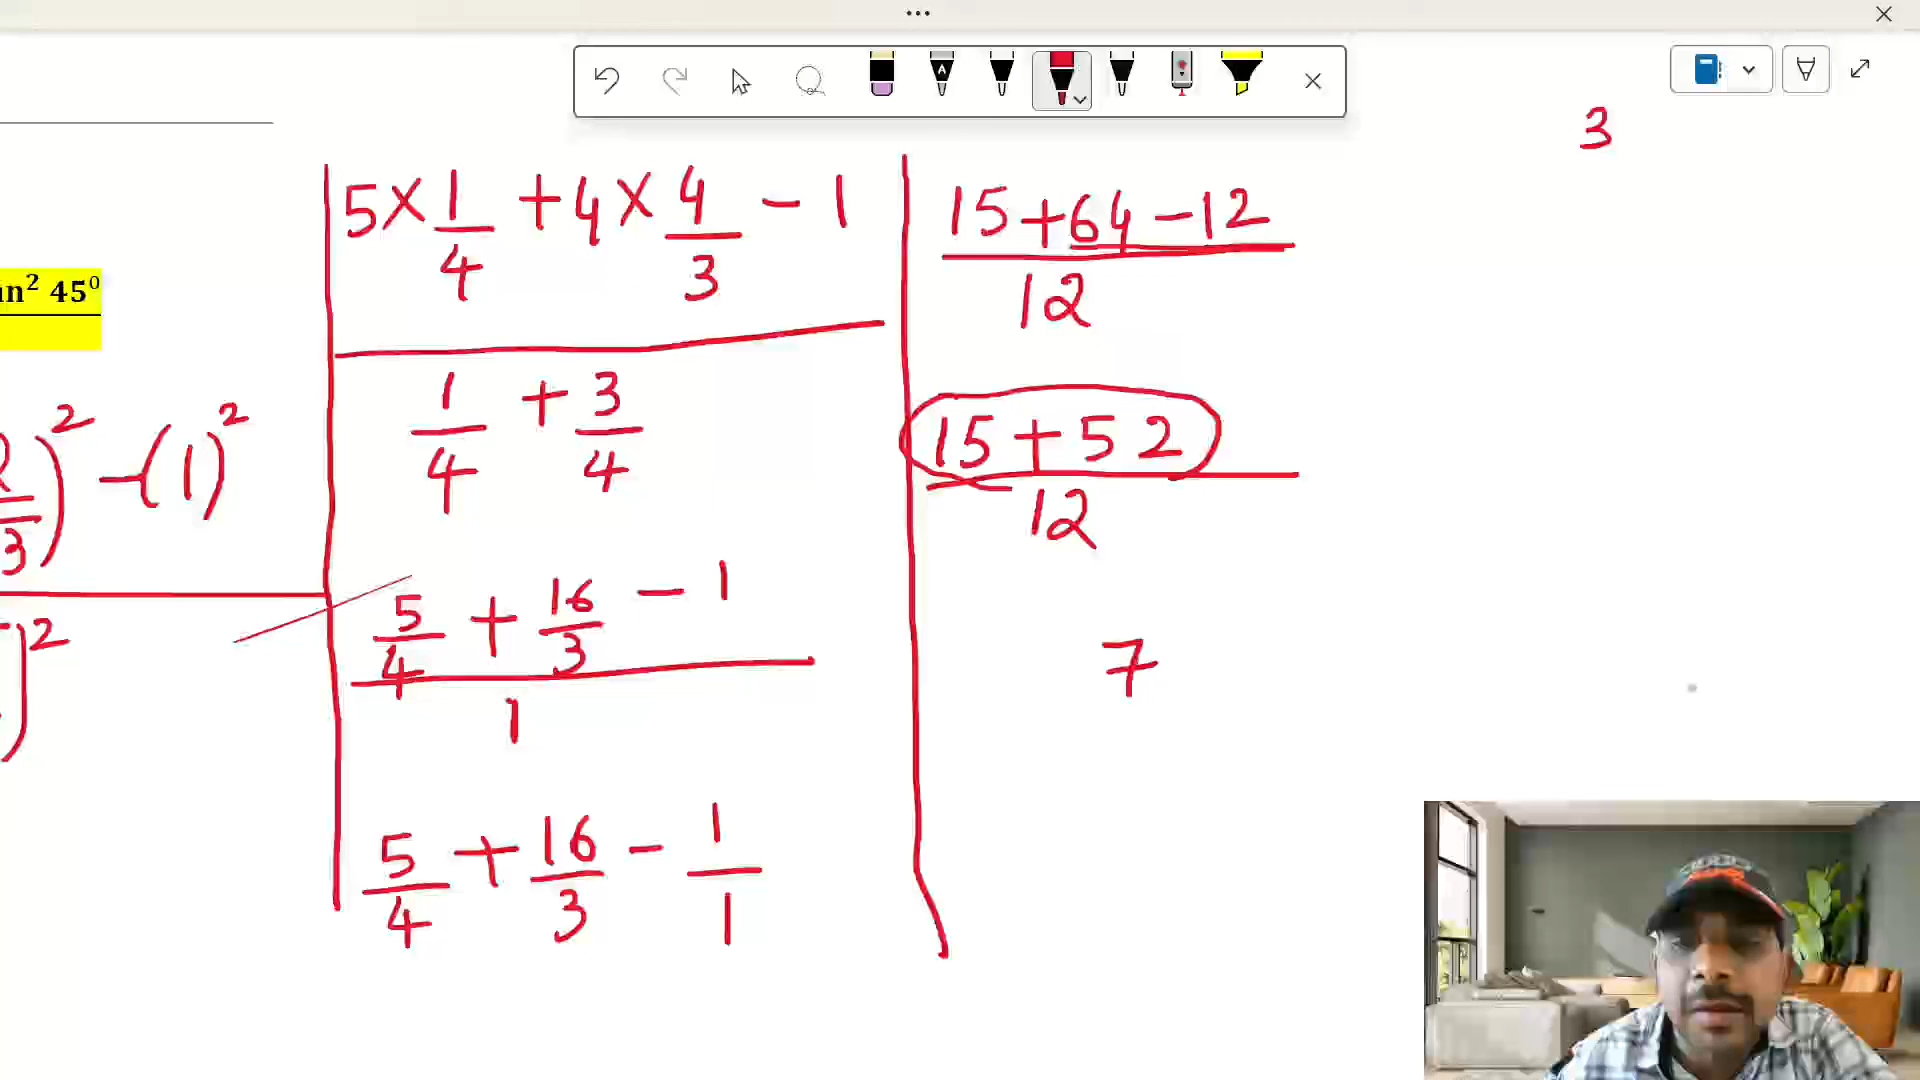 3
in² 45⁰
2/3)² - (1)²
]²
5 × 1/4 + 4 × 4/3 - 1
1/4 + 3/4
5/4 + 16/3 - 1
1
5/4 + 16/3 - 1/1
15 + 64 - 12
12
15 + 52
12
7